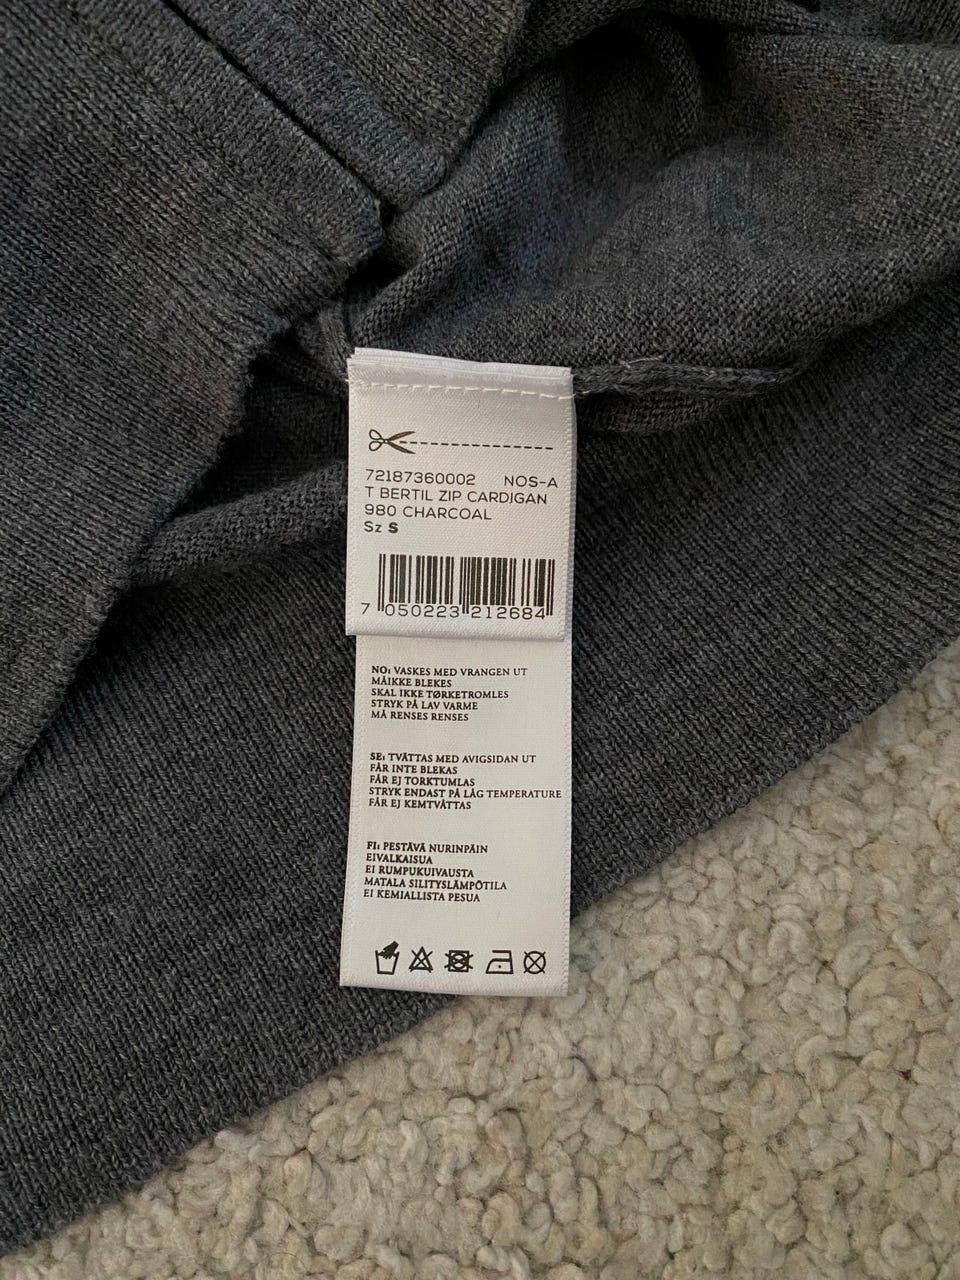 72187360002 NOS-A
T BERTIL ZIP CARDIGAN
980 CHARCOAL
Sz S
7 050223 212684
NO: VASKES MED VRANGEN UT
MÅIKKE BLEKES
SKAL IKKE TØRKETROMLES
STRYK PÅ LAV VARME
MÅ RENSES RENSES
SE: TVÄTTAS MED AVIGSIDAN UT
FÅR INTE BLEKAS
FÅR EJ TORKTUMLAS
STRYK ENDAST PÅ LÅG TEMPERATURE
FÅR EJ KEMTVÄTTAS
FI: PESTÄVÄ NURINPÄIN
EIVALKAISUA
EI RUMPUKUIVAUSTA
MATALA SILITYSLÄMPÖTILA
EI KEMIALLISTA PESUA